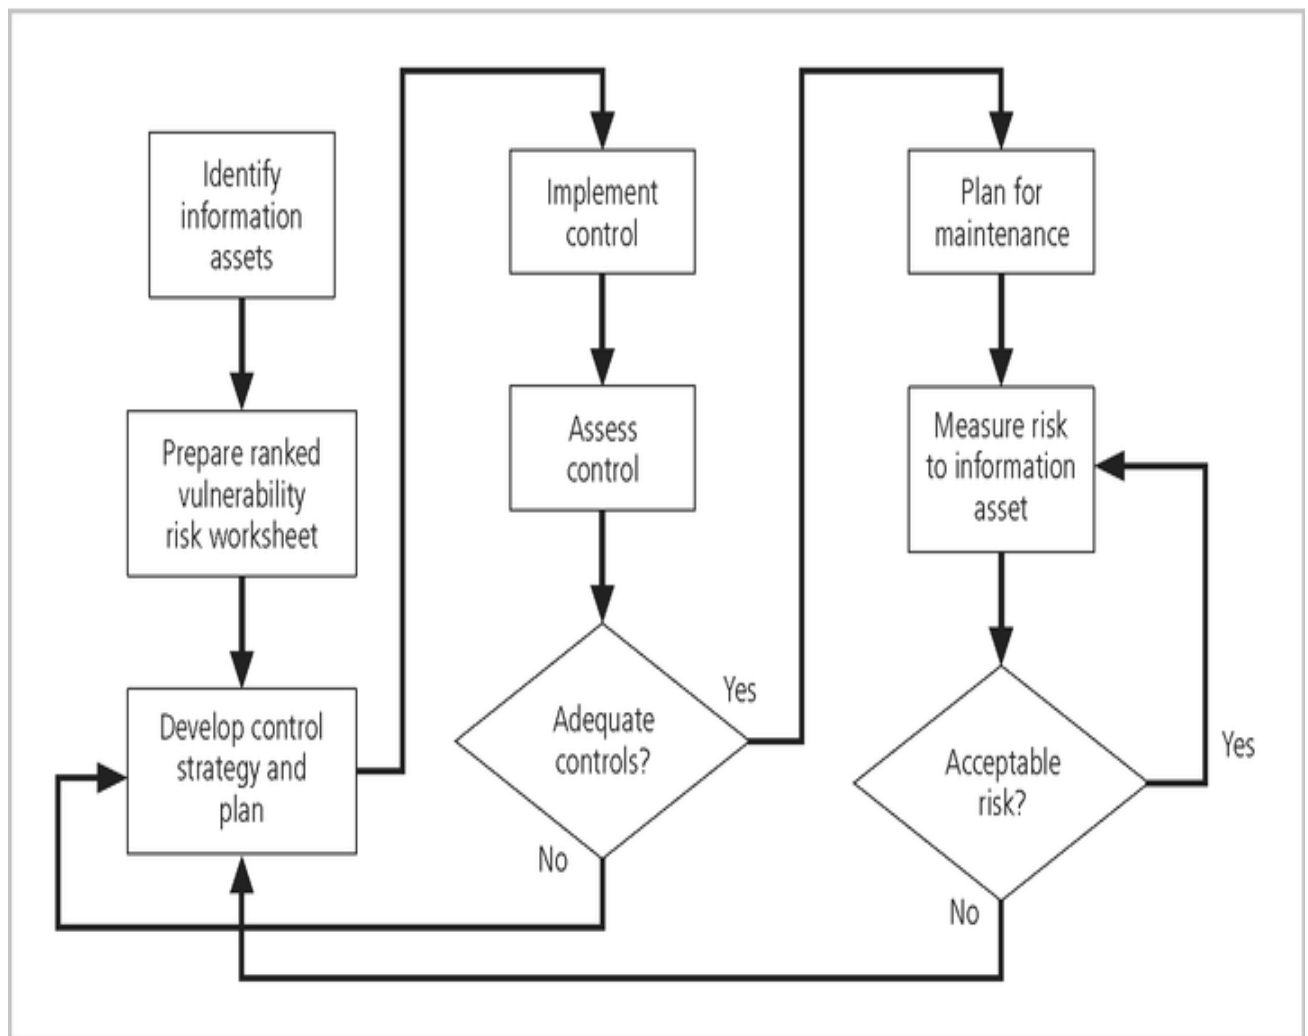 Identify
information
assets
Prepare ranked
vulnerability
risk worksheet
Develop control
strategy and
plan
Implement
control
Assess
control
Adequate
controls?
Yes
No
Plan for
maintenance
Measure risk
to information
asset
Acceptable
risk?
Yes
No